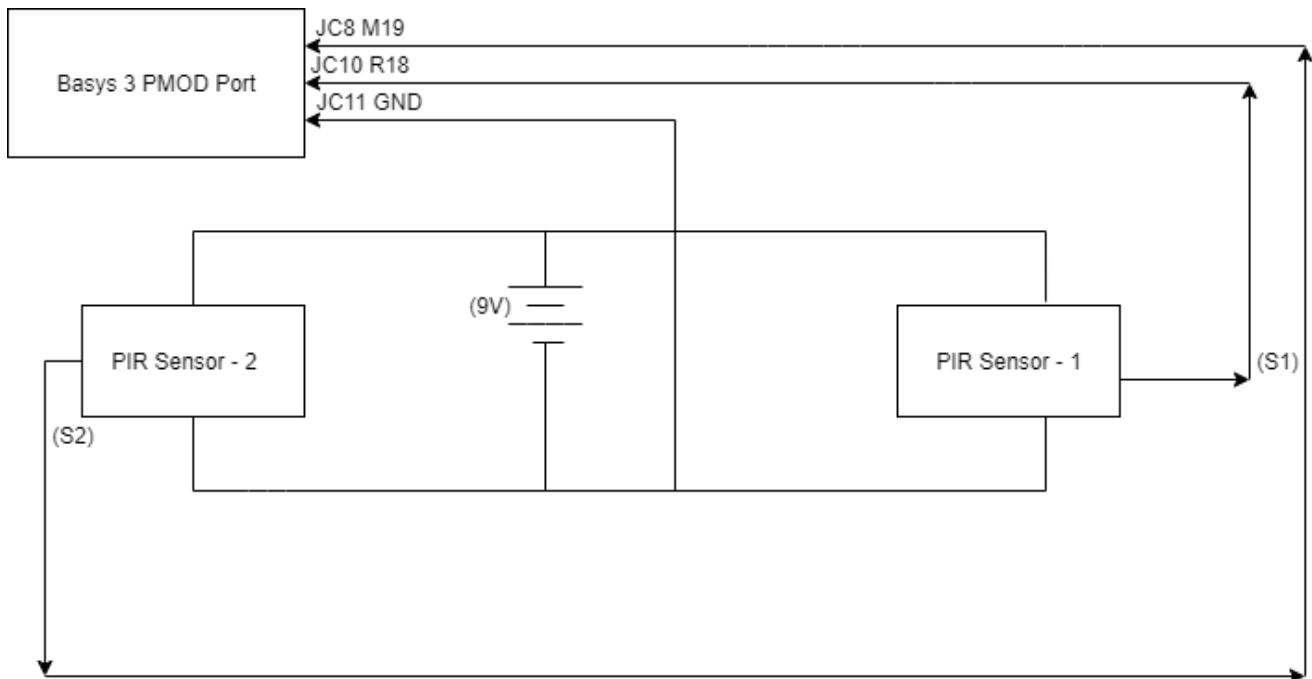 JC8 M19
JC10 R18
Basys 3 PMOD Port
JC11 GND
(9V)
PIR Sensor - 2
PIR Sensor - 1
(S1)
(S2)